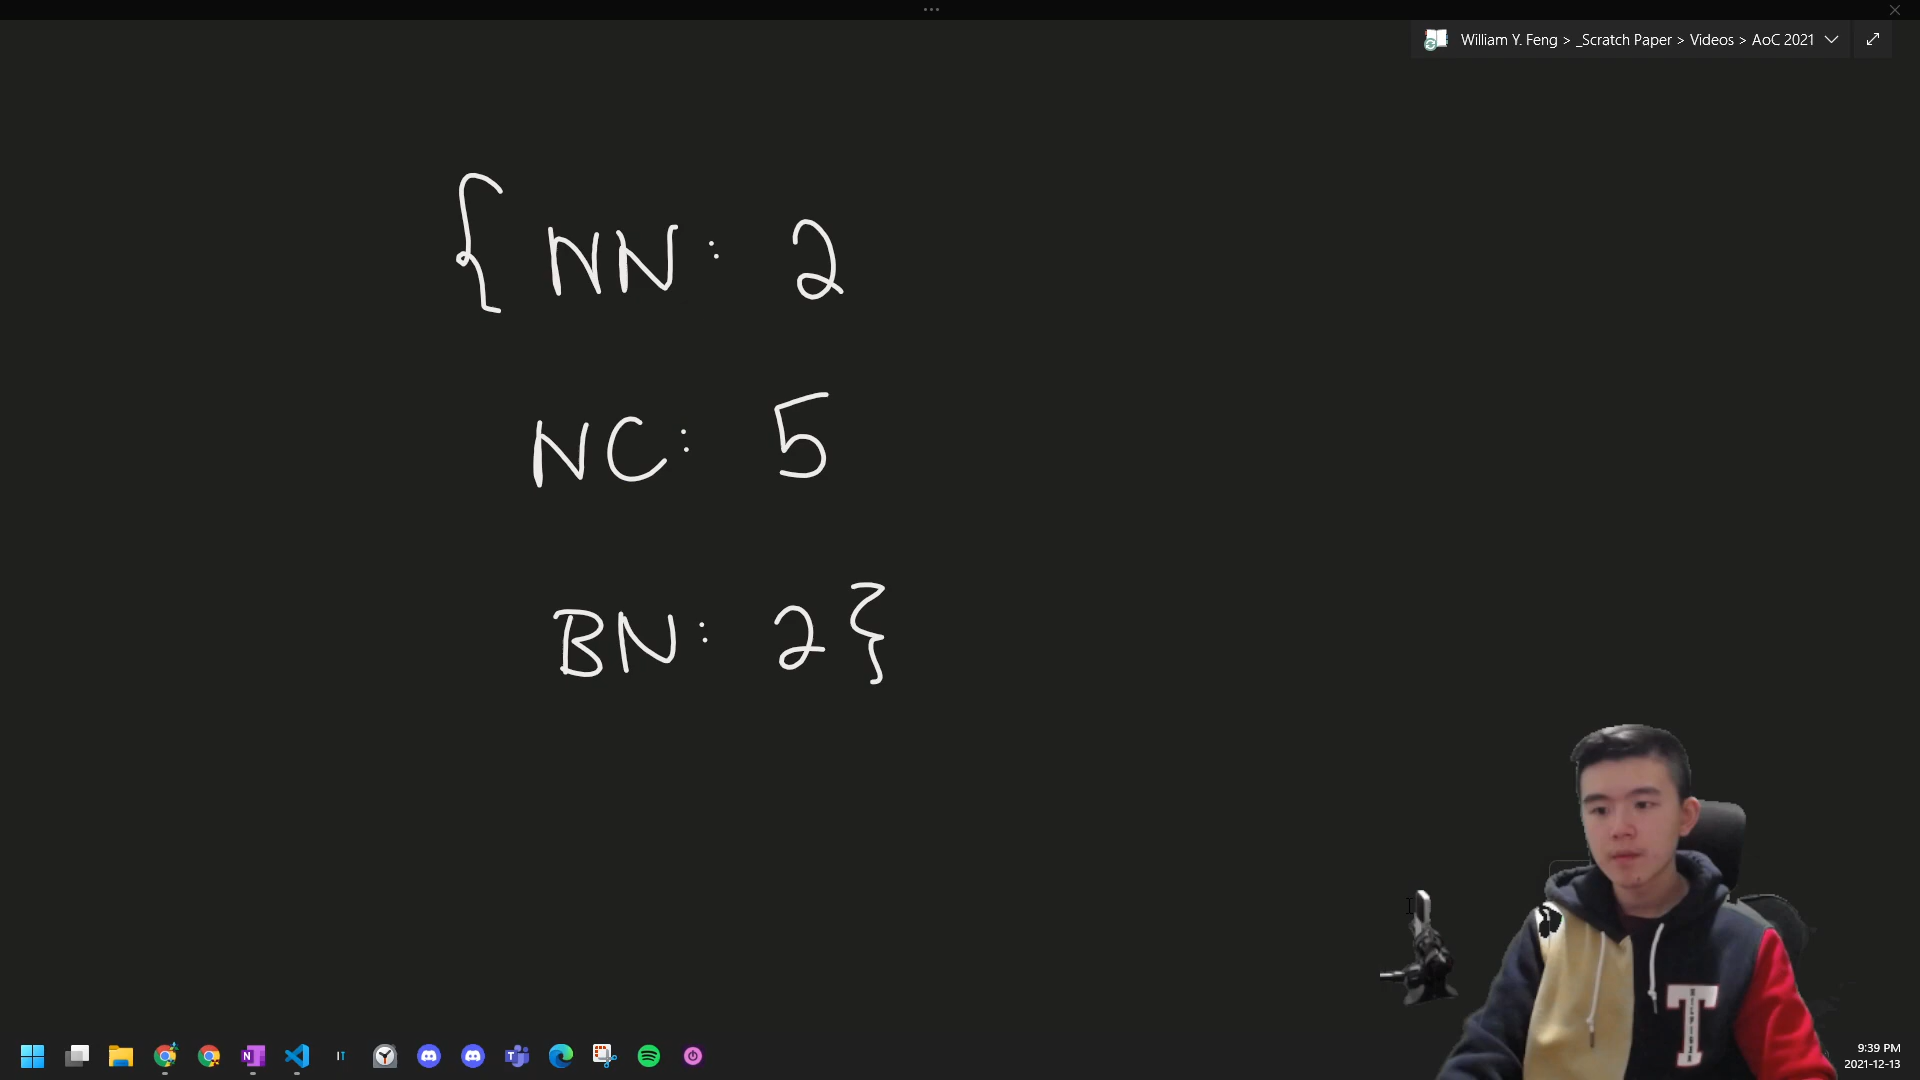 William Y. Feng > _Scratch Paper > Videos > AoC 2021
{ NN: 2
NC: 5
BN: 2 }
T
9:39 PM
2021-12-13